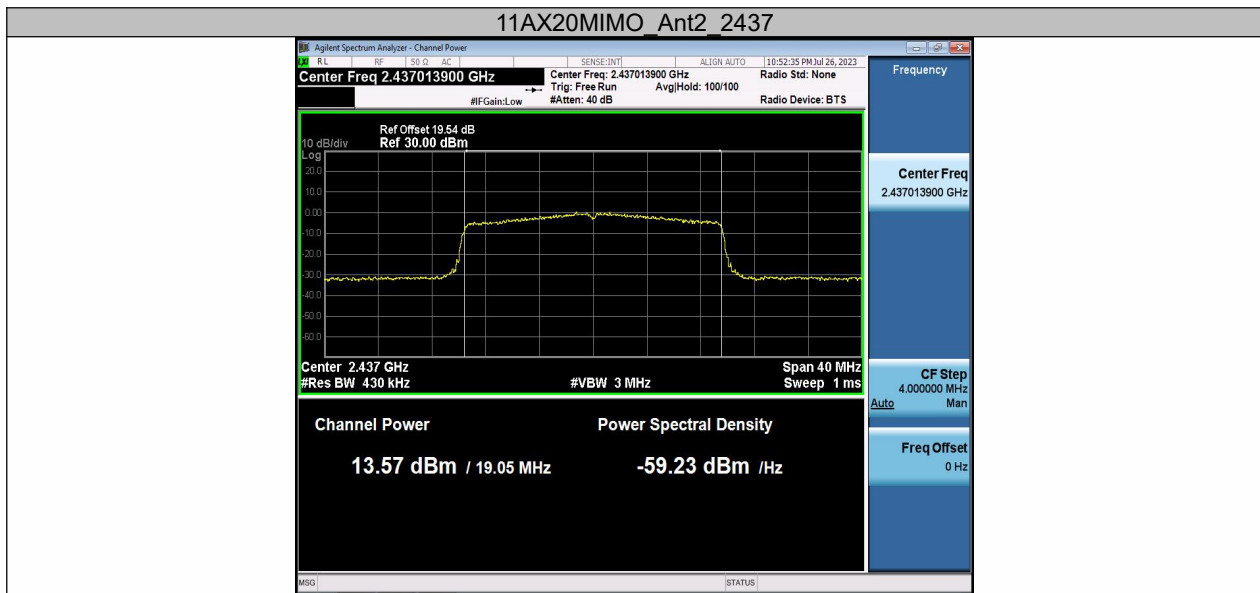 11AX20MIMO_Ant2_2437
Agilent Spectrum Analyzer - Channel Power
LXI RL RF 50 Ω AC SENSE:INT ALIGN AUTO 10:52:35 PM Jul 26, 2023
Center Freq 2.437013900 GHz
Center Freq: 2.437013900 GHz
Radio Std: None
Trig: Free Run
Avg|Hold: 100/100
#IFGain:Low
#Atten: 40 dB
Radio Device: BTS
Ref Offset 19.54 dB
10 dB/div
Ref 30.00 dBm
Log
20.0
10.0
0.00
-10.0
-20.0
-30.0
-40.0
-50.0
-60.0
Center 2.437 GHz
Span 40 MHz
#Res BW 430 kHz
#VBW 3 MHz
Sweep 1 ms
Channel Power
Power Spectral Density
13.57 dBm / 19.05 MHz
-59.23 dBm /Hz
Frequency
Center Freq
2.437013900 GHz
CF Step
4.000000 MHz
Auto Man
Freq Offset
0 Hz
MSG
STATUS